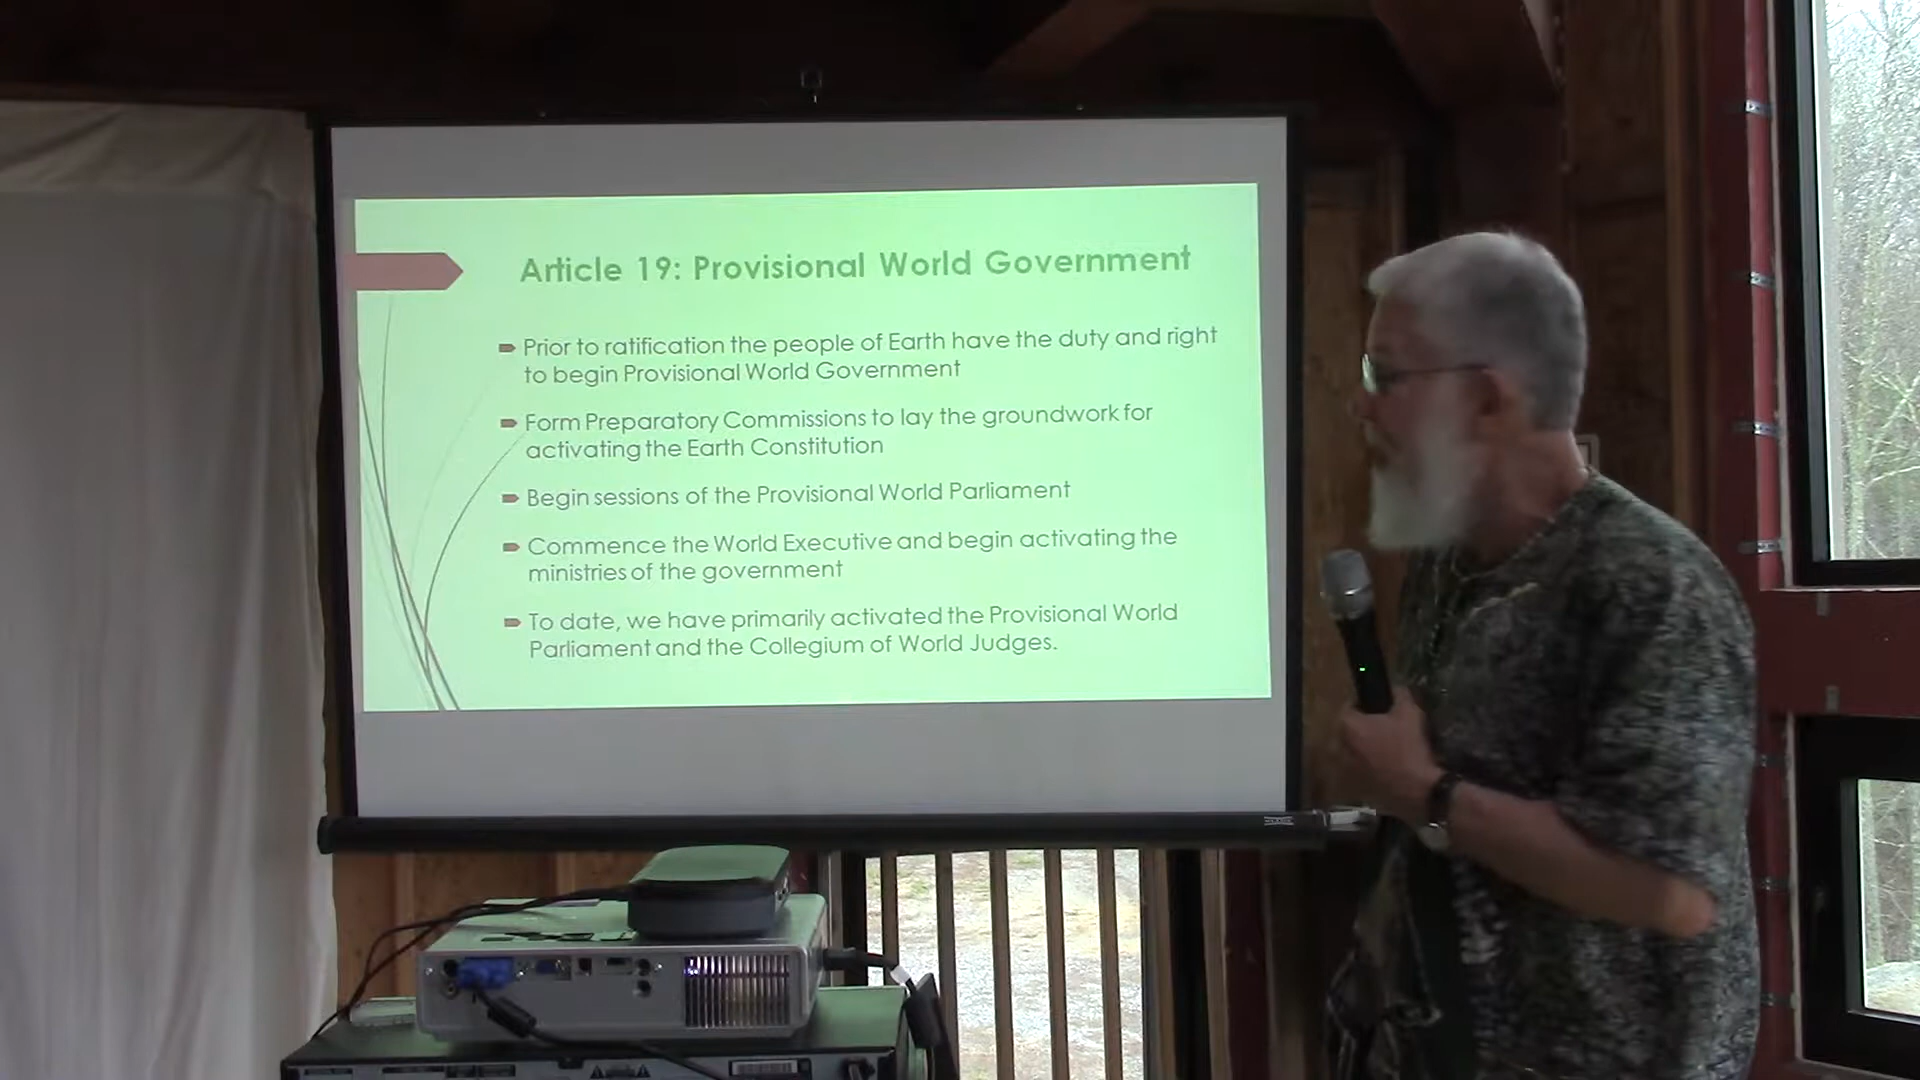 Article 19: Provisional World Government
Prior to ratification the people of Earth have the duty and right
to begin Provisional World Government
Form Preparatory Commissions to lay the groundwork for
activating the Earth Constitution
Begin sessions of the Provisional World Parliament
Commence the World Executive and begin activating the
ministries of the government
To date, we have primarily activated the Provisional World
Parliament and the Collegium of World Judges.